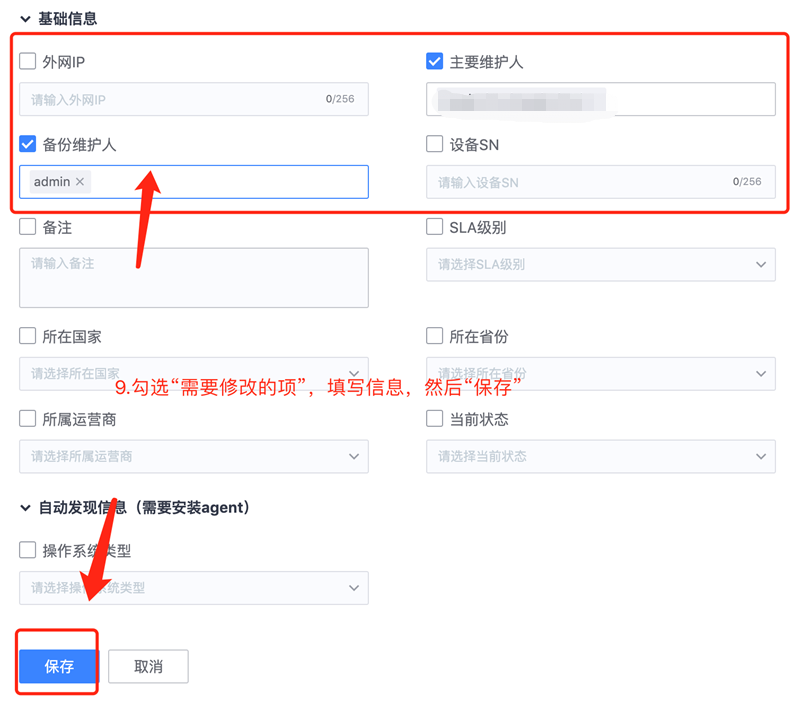 基础信息
外网IP
主要维护人
请输入外网IP
0/256
备份维护人
设备SN
admin ×
请输入设备SN
0/256
备注
SLA级别
请输入备注
请选择SLA级别
所在国家
所在省份
请选择所在国家
请选择所在省份
9.勾选“需要修改的项”，填写信息，然后“保存”
所属运营商
当前状态
请选择所属运营商
请选择当前状态
自动发现信息（需要安装agent）
操作系统类型
请选择操作系统类型
保存
取消